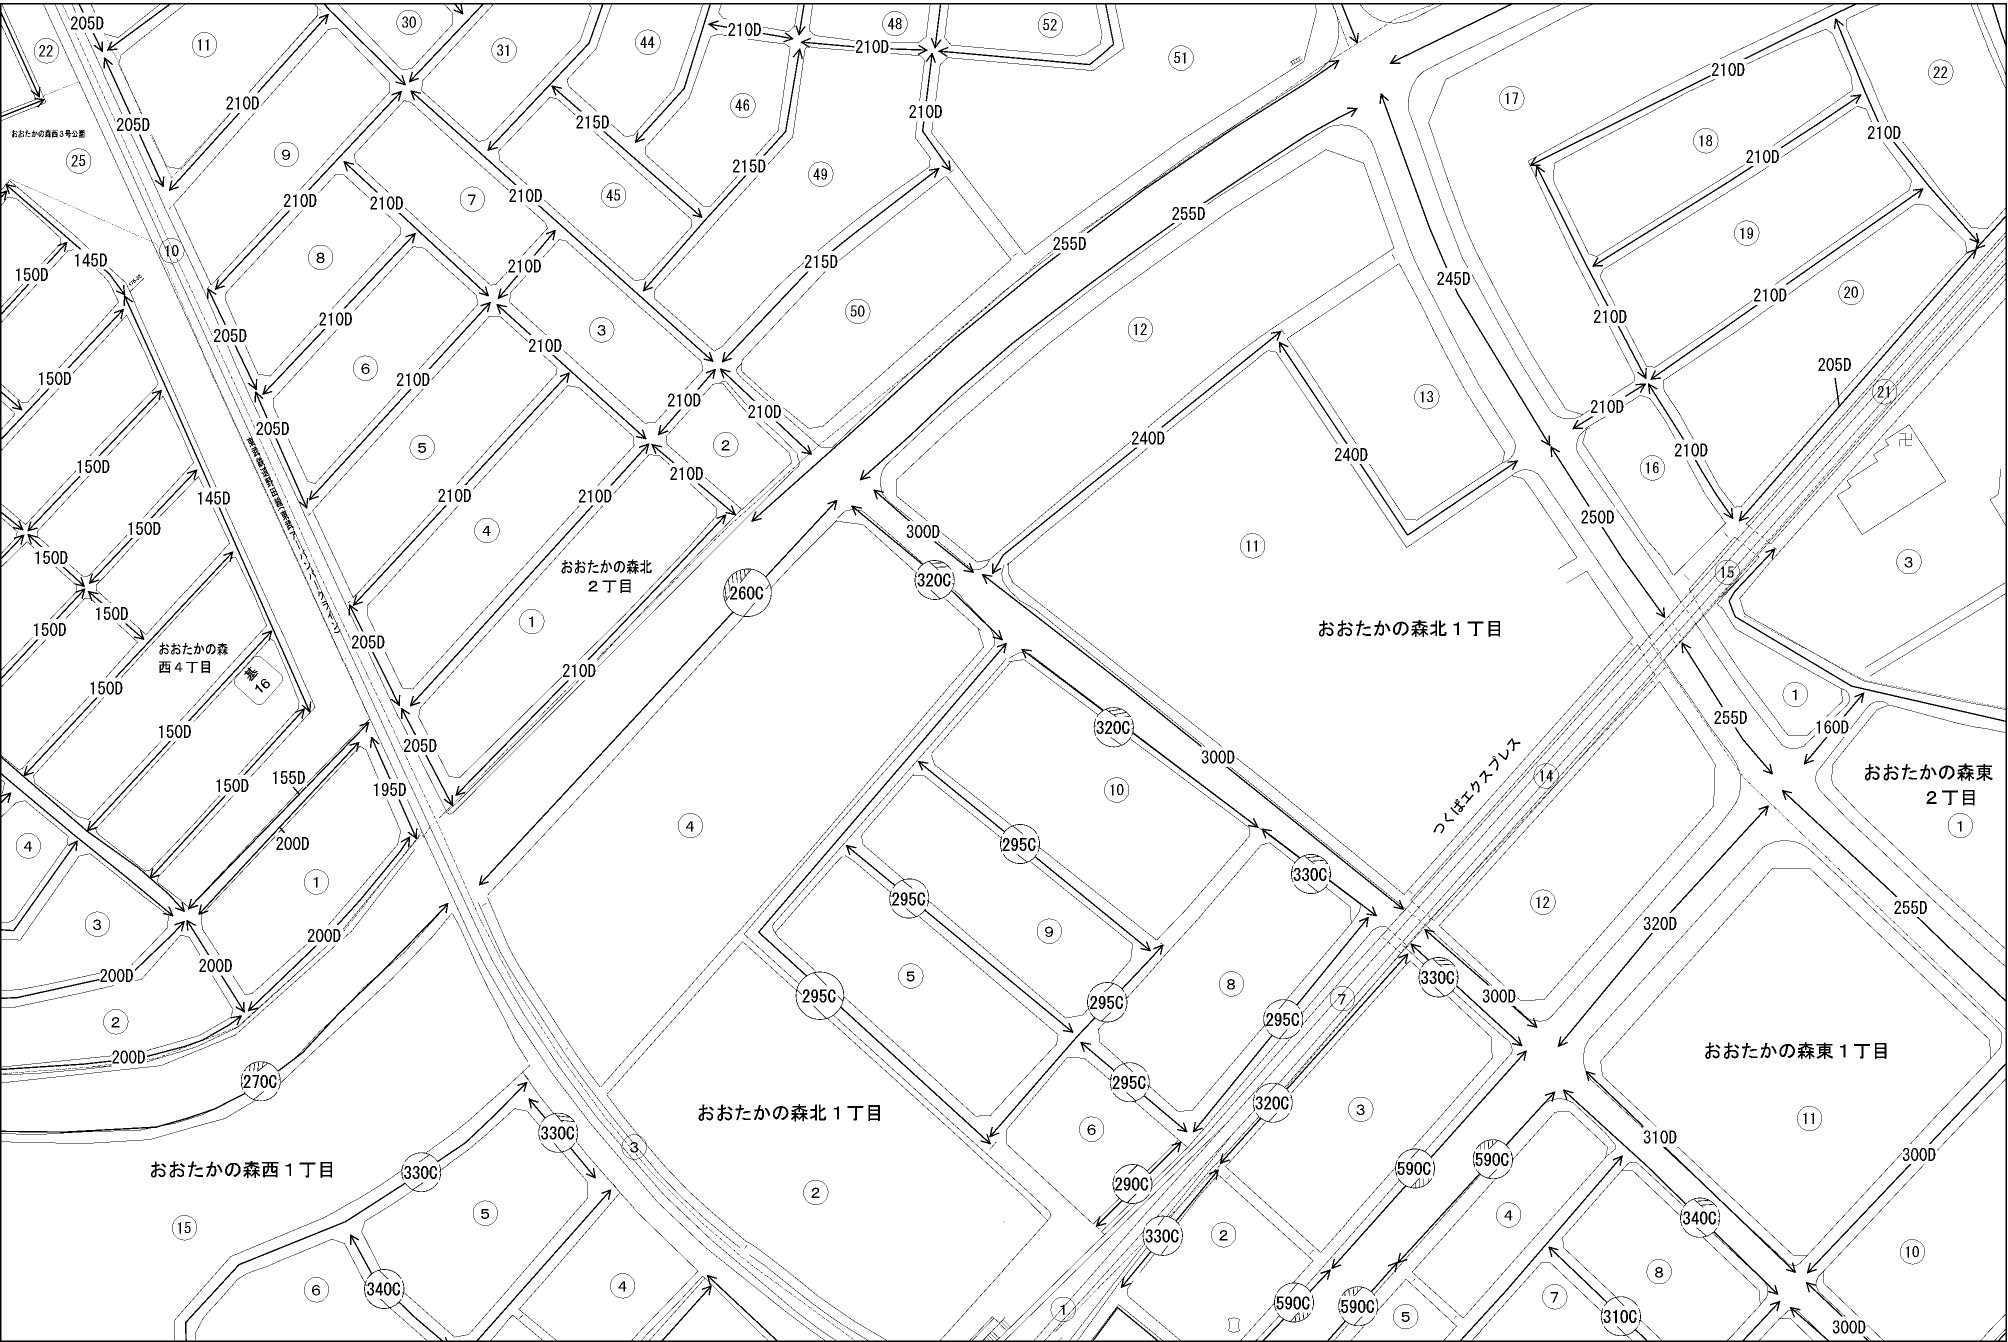 205D
22
11
30
31
44
210D
48
210D
52
51
17
210D
22
210D
205D
215D
46
210D
18
210D
210D
おおたかの森西3号公園
25
9
215D
49
210D
7
210D
45
210D
255D
255D
19
10
145D
8
150D
210D
215D
245D
20
210D
50
3
12
210D
205D
210D
210D
6
150D
210D
205D
21
13
210D
210D
210D
205D
5
2
240D
240D
210D
16
150D
210D
145D
210D
210D
250D
150D
4
300D
11
3
150D
おおたかの森北
2丁目
320C
15
260C
150D
1
おおたかの森北1丁目
150D
205D
おおたかの森
西4丁目
210D
基
16
150D
1
255D
320C
160D
150D
205D
300D
つくばエクスプレス
14
おおたかの森東
2丁目
155D
150D
195D
10
4
1
200D
4
295C
330C
1
295C
12
255D
3
200D
9
320D
200D
200D
5
8
330C
295C
7
295C
300D
2
295C
200D
おおたかの森東1丁目
270C
295C
320C
おおたかの森北1丁目
3
11
330C
3
6
310D
300D
おおたかの森西1丁目
330C
590C
590C
290C
2
15
5
4
340C
330C
2
10
6
340C
4
8
1
590C
590C
5
7
310C
300D